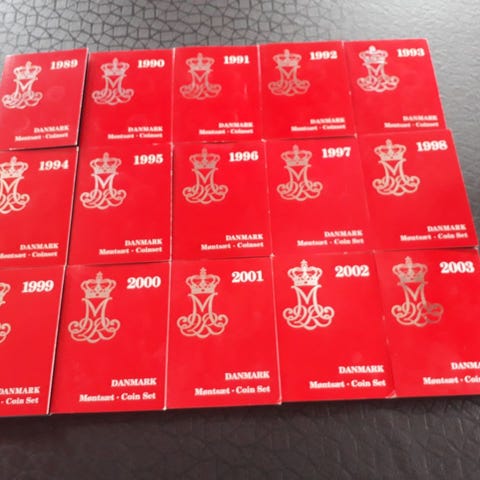 1989
DANMARK
Møntsæt · Coinset
1990
DANMARK
Møntsæt · Coinset
1991
DANMARK
Møntsæt · Coinset
1992
DANMARK
Møntsæt · Coinset
1993
DANMARK
Møntsæt · Coinset
1994
DANMARK
Møntsæt · Coinset
1995
DANMARK
Møntsæt · Coinset
1996
DANMARK
Møntsæt · Coinset
1997
DANMARK
Møntsæt · Coin Set
1998
DANMARK
Møntsæt · Coin Set
1999
DANMARK
Møntsæt · Coin Set
2000
DANMARK
Møntsæt · Coin Set
2001
DANMARK
Møntsæt · Coin Set
2002
DANMARK
Møntsæt · Coin Set
2003
DANMARK
Møntsæt · Coin Set